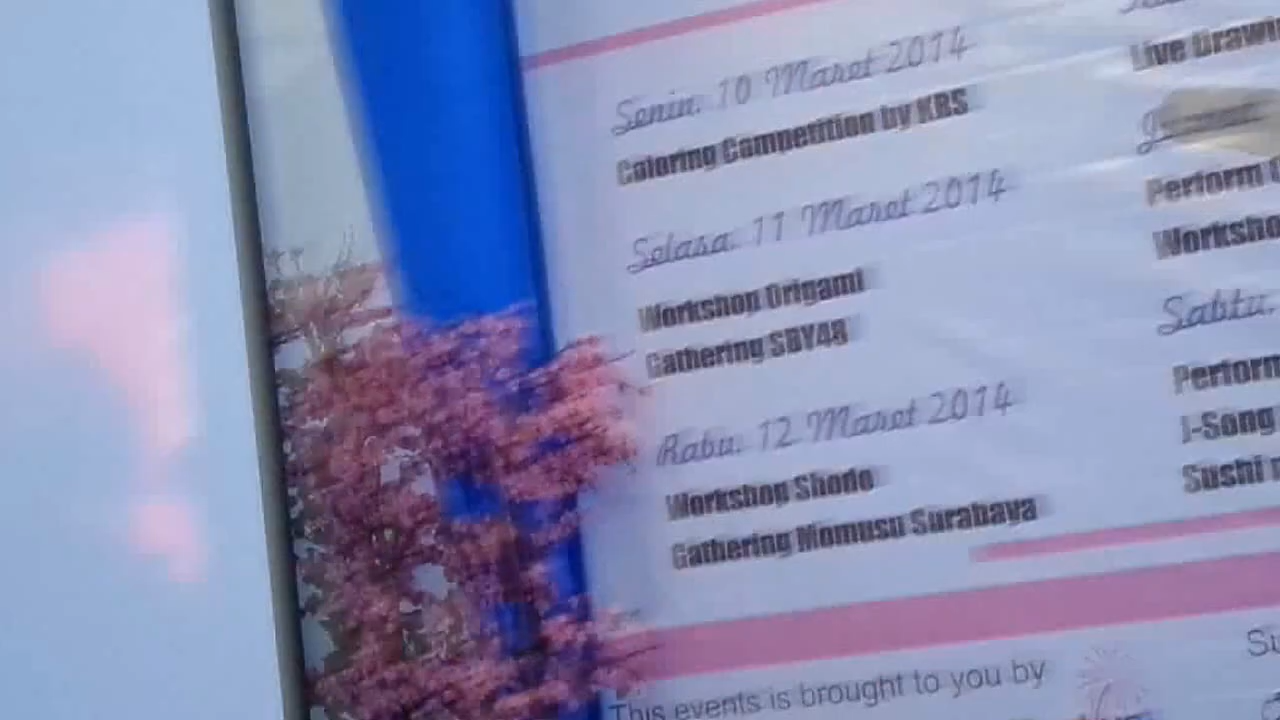 Senin, 10 Maret 2014
Coloring Competition by KBS
Selasa, 11 Maret 2014
Workshop Origami
Gathering SBY48
Rabu, 12 Maret 2014
Workshop Shodo
Gathering Momusu Surabaya
Live Drawi
Perform
Worksho
Sabtu,
Perform
J-Song
Sushi
This events is brought to you by
Su